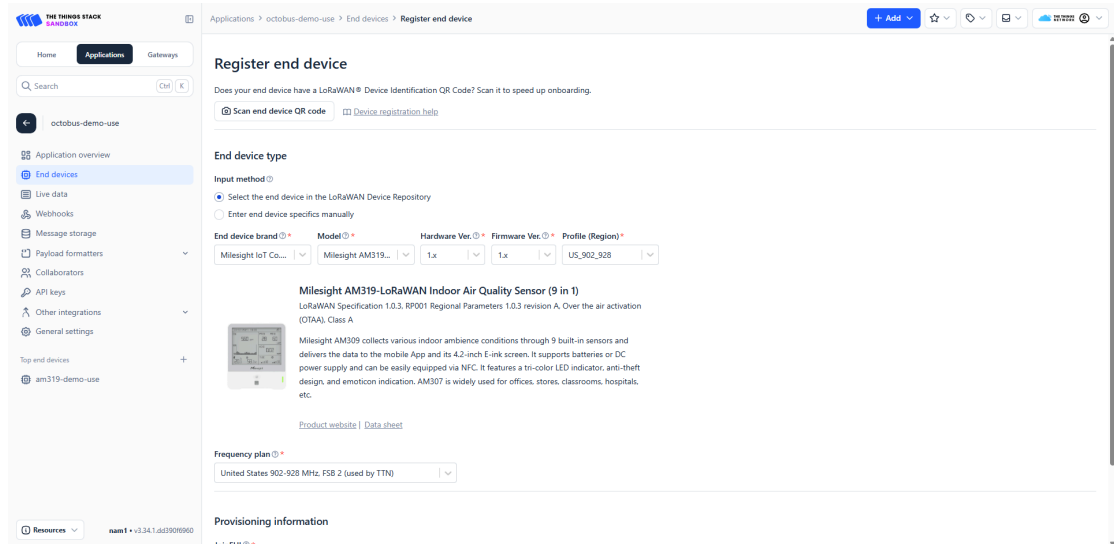 THE THINGS STACK
SANDBOX
Applications > octobus-demo-use > End devices > Register end device
+ Add
THE THINGS
NETWORK
Home
Applications
Gateways
Search
Ctrl
K
octobus-demo-use
Application overview
End devices
Live data
Webhooks
Message storage
Payload formatters
Collaborators
API keys
Other integrations
General settings
Top end devices
+
am319-demo-use
Resources
nam1 • v3.34.1.dd390f6960
Register end device
Does your end device have a LoRaWAN® Device Identification QR Code? Scan it to speed up onboarding.
Scan end device QR code
Device registration help
End device type
Input method
Select the end device in the LoRaWAN Device Repository
Enter end device specifics manually
End device brand * Model * Hardware Ver. * Firmware Ver. * Profile (Region) *
Milesight IoT Co.... Milesight AM319... 1.x 1.x US_902_928
Milesight AM319-LoRaWAN Indoor Air Quality Sensor (9 in 1)
LoRaWAN Specification 1.0.3, RP001 Regional Parameters 1.0.3 revision A, Over the air activation
(OTAA), Class A
Milesight AM309 collects various indoor ambience conditions through 9 built-in sensors and
delivers the data to the mobile App and its 4.2-inch E-ink screen. It supports batteries or DC
power supply and can be easily equipped via NFC. It features a tri-color LED indicator, anti-theft
design, and emoticon indication. AM307 is widely used for offices, stores, classrooms, hospitals,
etc.
Product website | Data sheet
Frequency plan *
United States 902-928 MHz, FSB 2 (used by TTN)
Provisioning information